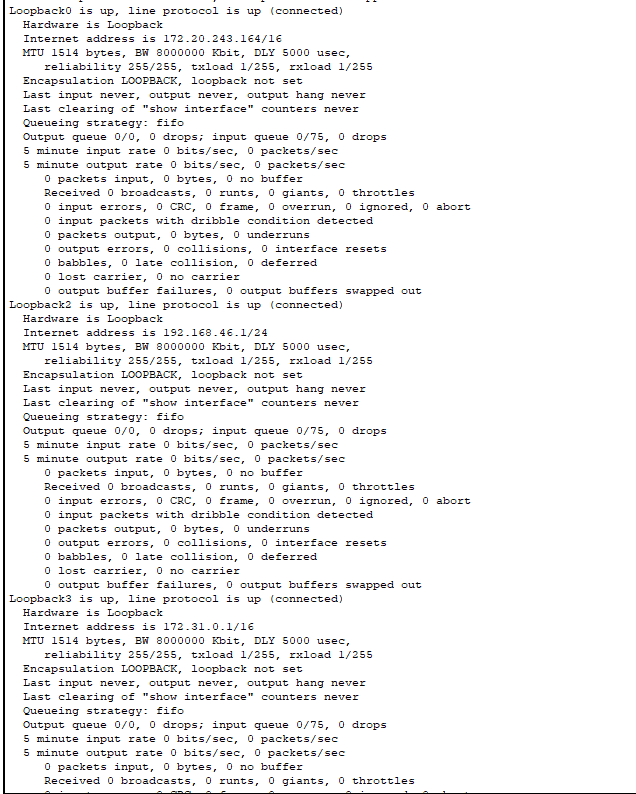 Loopback0 is up, line protocol is up (connected)
Hardware is Loopback
Internet address is 172.20.243.164/16
MTU 1514 bytes, BW 8000000 Kbit, DLY 5000 usec,
reliability 255/255, txload 1/255, rxload 1/255
Encapsulation LOOPBACK, loopback not set
Last input never, output never, output hang never
Last clearing of "show interface" counters never
Queueing strategy: fifo
Output queue 0/0, 0 drops; input queue 0/75, 0 drops
5 minute input rate 0 bits/sec, 0 packets/sec
5 minute output rate 0 bits/sec, 0 packets/sec
0 packets input, 0 bytes, 0 no buffer
Received 0 broadcasts, 0 runts, 0 giants, 0 throttles
0 input errors, 0 CRC, 0 frame, 0 overrun, 0 ignored, 0 abort
0 input packets with dribble condition detected
0 packets output, 0 bytes, 0 underruns
0 output errors, 0 collisions, 0 interface resets
0 babbles, 0 late collision, 0 deferred
0 lost carrier, 0 no carrier
0 output buffer failures, 0 output buffers swapped out
Loopback2 is up, line protocol is up (connected)
Hardware is Loopback
Internet address is 192.168.46.1/24
MTU 1514 bytes, BW 8000000 Kbit, DLY 5000 usec,
reliability 255/255, txload 1/255, rxload 1/255
Encapsulation LOOPBACK, loopback not set
Last input never, output never, output hang never
Last clearing of "show interface" counters never
Queueing strategy: fifo
Output queue 0/0, 0 drops; input queue 0/75, 0 drops
5 minute input rate 0 bits/sec, 0 packets/sec
5 minute output rate 0 bits/sec, 0 packets/sec
0 packets input, 0 bytes, 0 no buffer
Received 0 broadcasts, 0 runts, 0 giants, 0 throttles
0 input errors, 0 CRC, 0 frame, 0 overrun, 0 ignored, 0 abort
0 input packets with dribble condition detected
0 packets output, 0 bytes, 0 underruns
0 output errors, 0 collisions, 0 interface resets
0 babbles, 0 late collision, 0 deferred
0 lost carrier, 0 no carrier
0 output buffer failures, 0 output buffers swapped out
Loopback3 is up, line protocol is up (connected)
Hardware is Loopback
Internet address is 172.31.0.1/16
MTU 1514 bytes, BW 8000000 Kbit, DLY 5000 usec,
reliability 255/255, txload 1/255, rxload 1/255
Encapsulation LOOPBACK, loopback not set
Last input never, output never, output hang never
Last clearing of "show interface" counters never
Queueing strategy: fifo
Output queue 0/0, 0 drops; input queue 0/75, 0 drops
5 minute input rate 0 bits/sec, 0 packets/sec
5 minute output rate 0 bits/sec, 0 packets/sec
0 packets input, 0 bytes, 0 no buffer
Received 0 broadcasts, 0 runts, 0 giants, 0 throttles